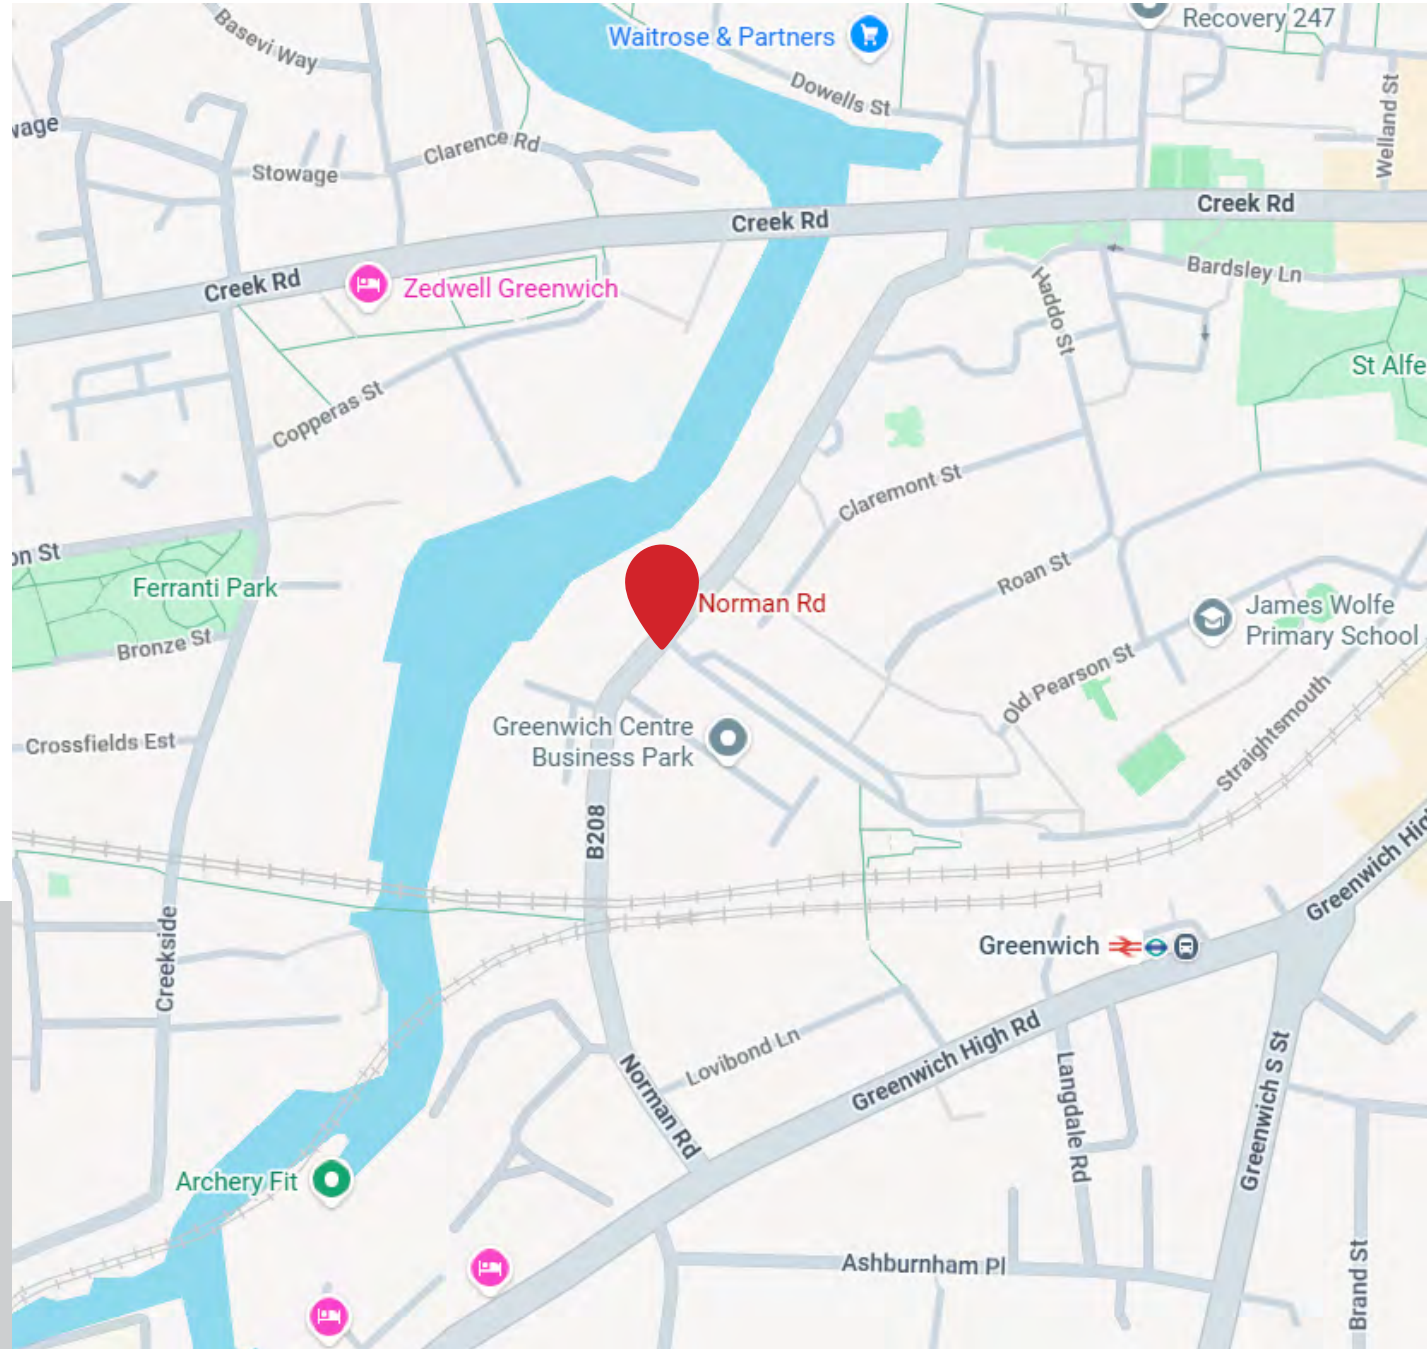 Recovery 247
Waitrose & Partners
Basevi Way
Dowells St
wage
Welland St
Clarence Rd
Stowage
Creek Rd
Creek Rd
Bardsley Ln
Creek Rd
Zedwell Greenwich
Haddo St
St Alfe
Copperas St
Claremont St
on St
Ferranti Park
Roan St
Norman Rd
James Wolfe
Primary School
Bronze St
Old Pearson St
Straightsmouth
Crossfields Est
Greenwich Centre
Business Park
B208
Greenwich Hig
Creekside
Greenwich
Lovibond Ln
Greenwich High Rd
Norman Rd
Langdale Rd
Greenwich S St
Archery Fit
Ashburnham Pl
Brand St